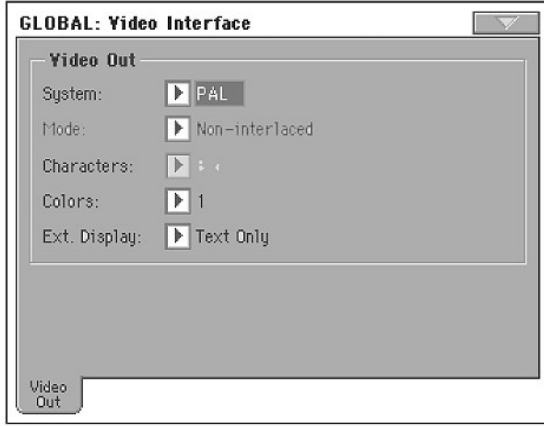 GLOBAL: Video Interface
Video Out
System: PAL
Mode: Non-interlaced
Characters:
Colors: 1
Ext. Display: Text Only
Video
Out